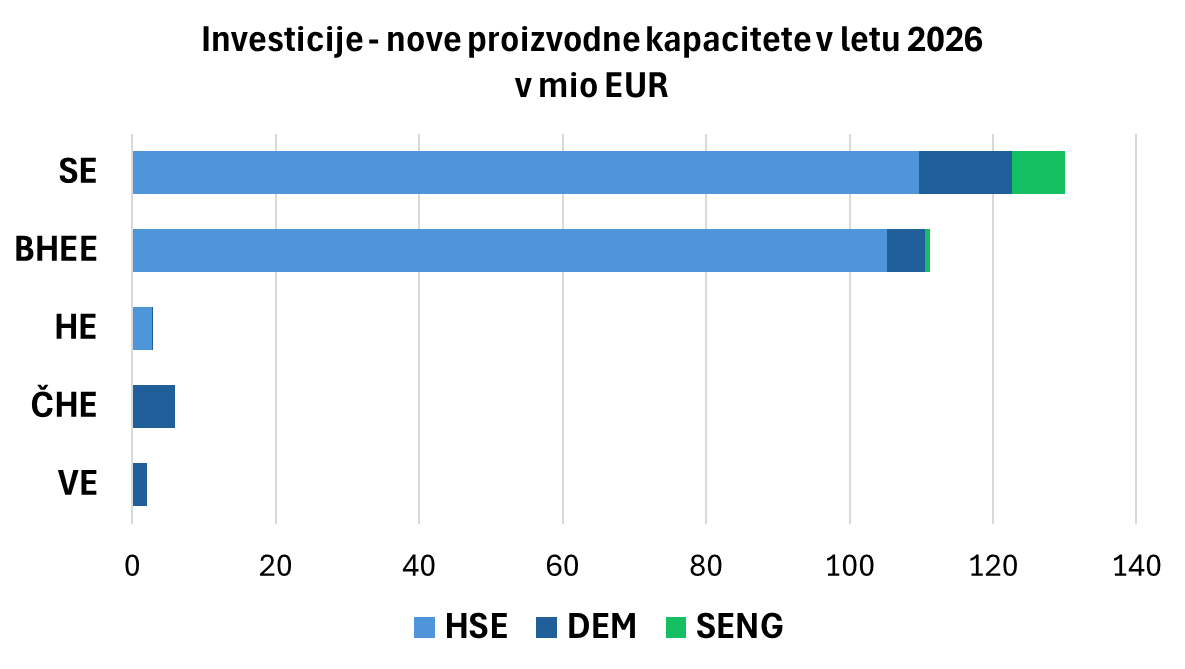 Investicije - nove proizvodne kapacitete v letu 2026
v mio EUR
SE
BHEE
HE
ČHE
VE
0 20 40 60 80 100 120 140
HSE DEM SENG